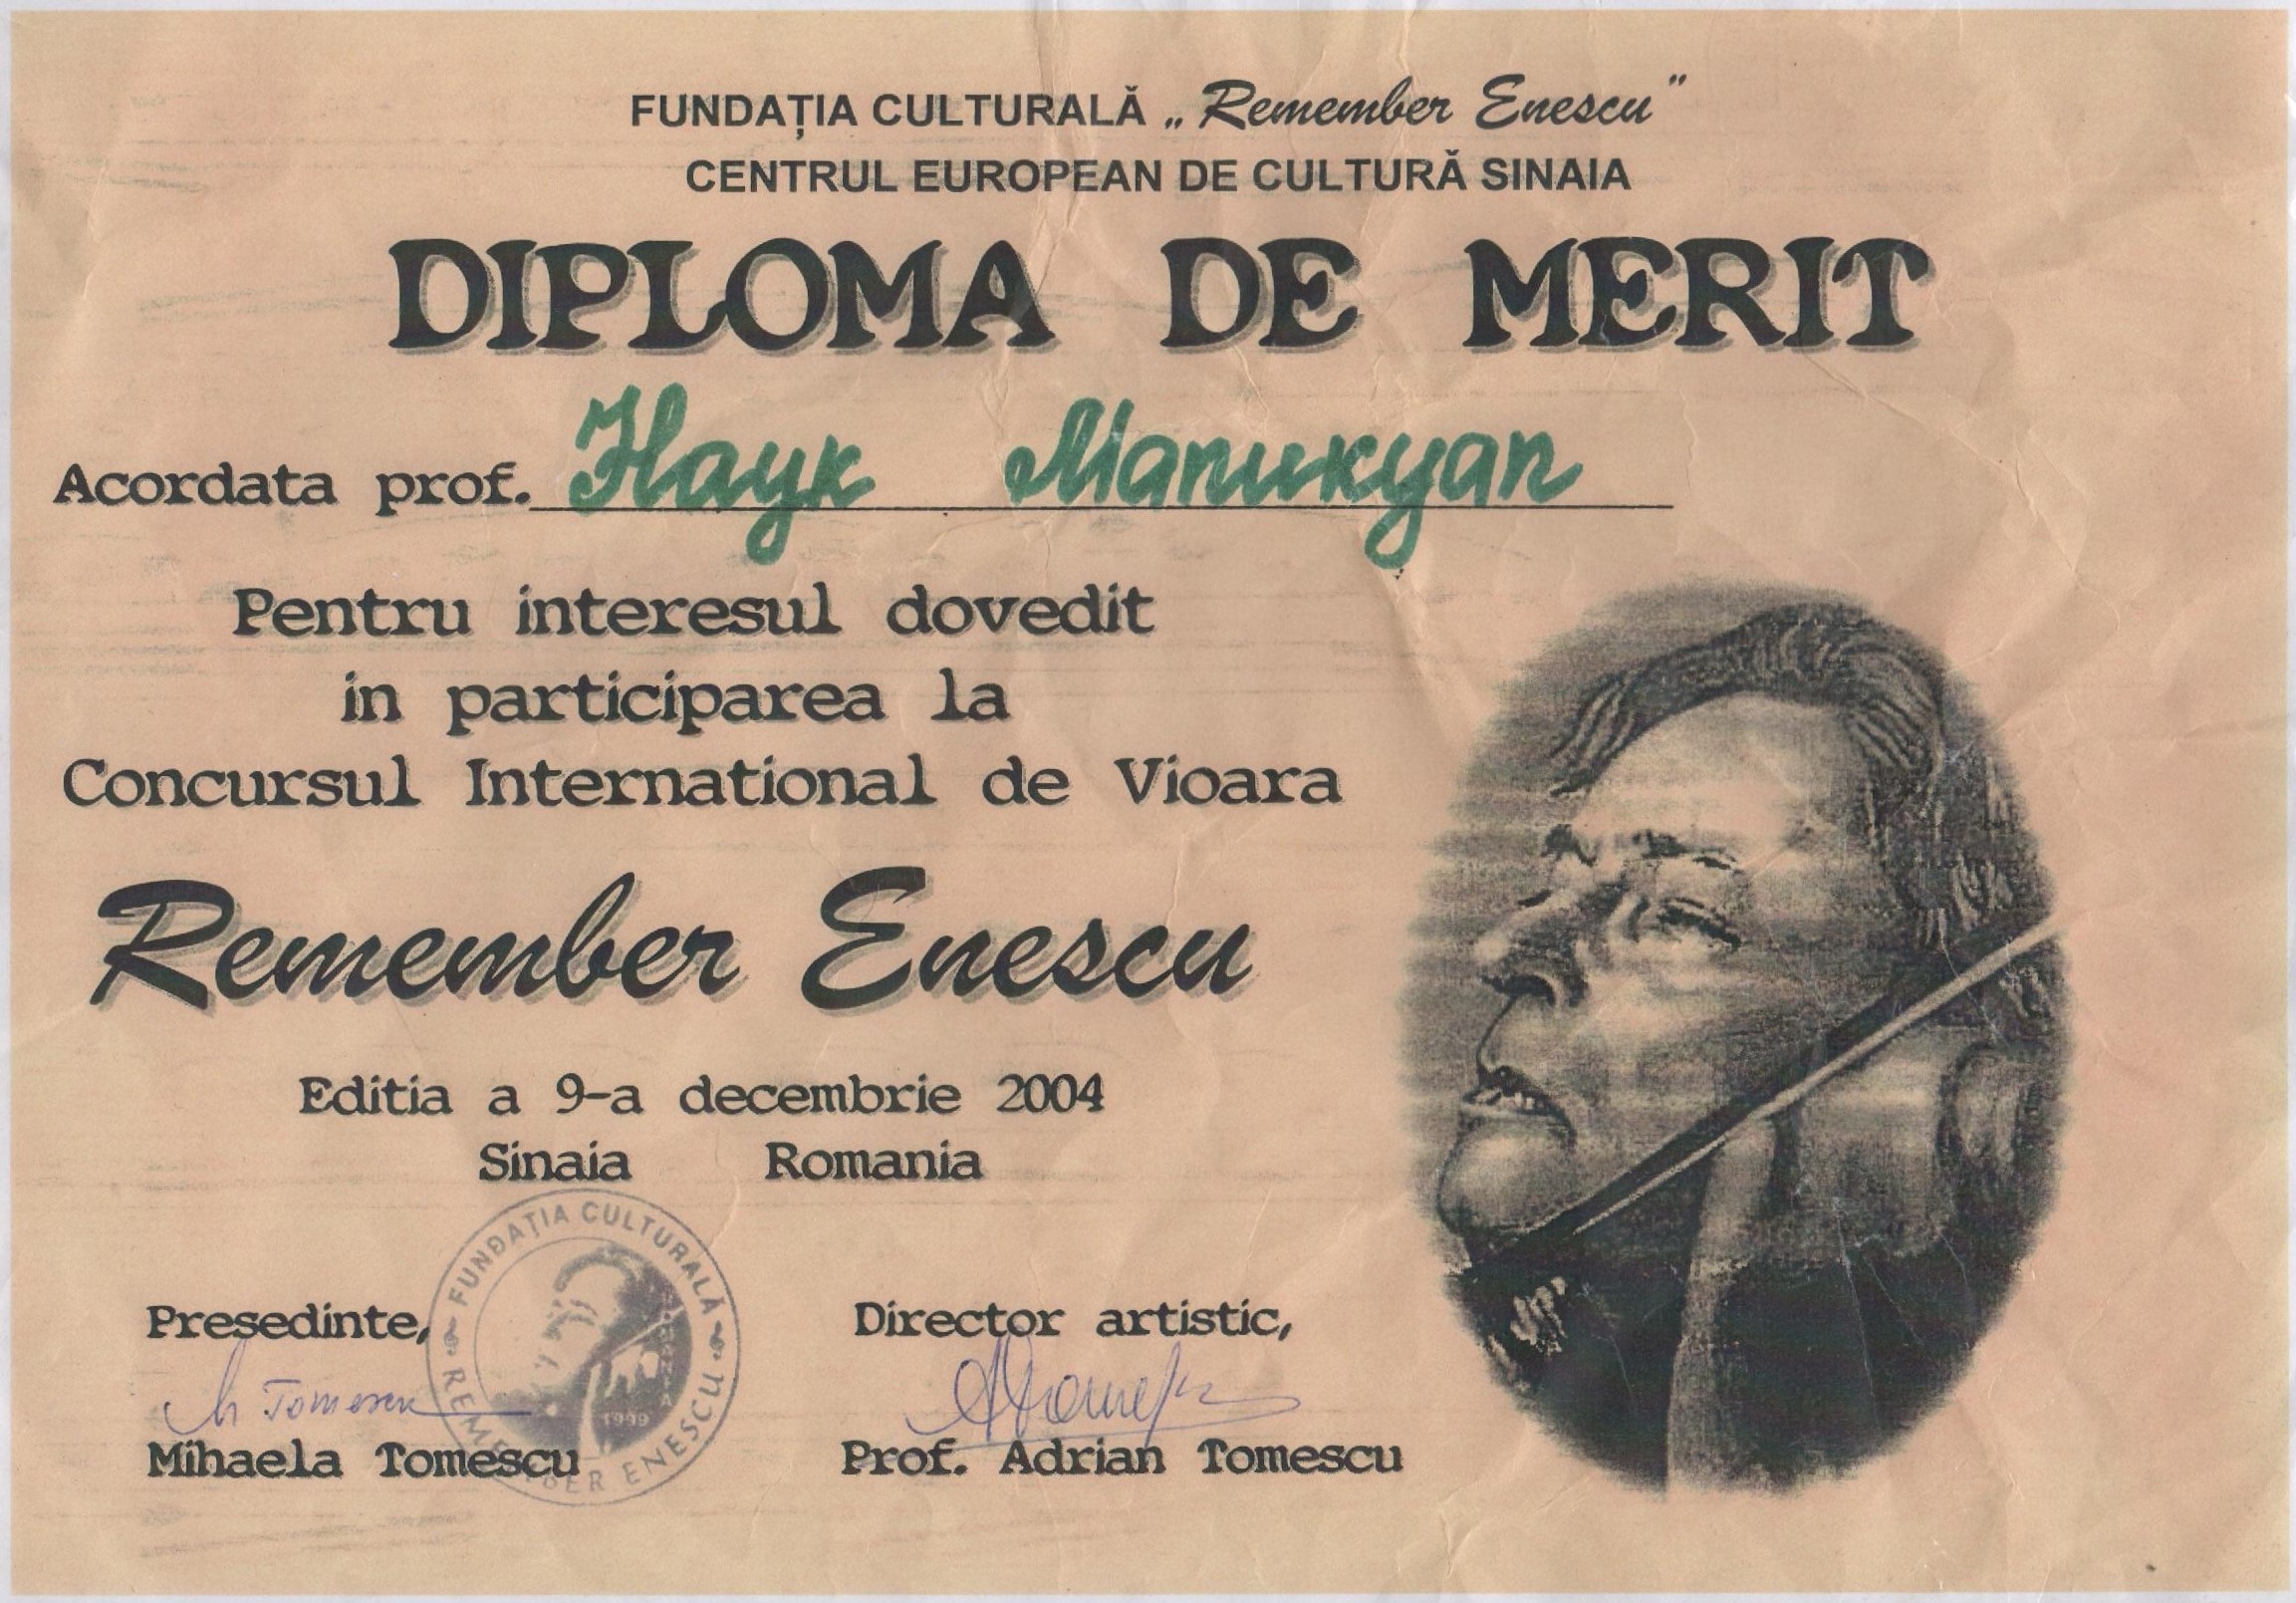 FUNDAȚIA CULTURALĂ „Remember Enescu”
CENTRUL EUROPEAN DE CULTURĂ SINAIA
DIPLOMA DE MERIT
Acordata prof. Hayk Manukyan
Pentru interesul dovedit
in participarea la
Concursul International de Vioara
Remember Enescu
Editia a 9-a decembrie 2004
Sinaia Romania
FUNDAȚIA CULTURALĂ
REMEMBER ENESCU
ROMANIA
1999
Presedinte,
M Tomescu
Mihaela Tomescu
Director artistic,
Prof. Adrian Tomescu